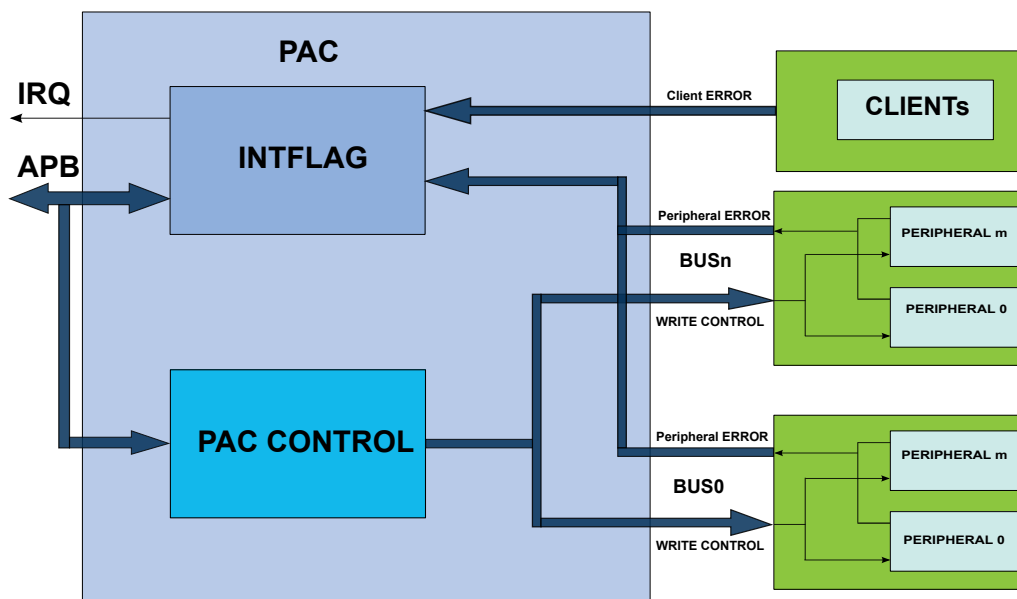 PAC
IRQ
APB
INTFLAG
PAC CONTROL
Client ERROR
CLIENTs
Peripheral ERROR
BUSn
WRITE CONTROL
PERIPHERAL m
PERIPHERAL 0
Peripheral ERROR
BUS0
WRITE CONTROL
PERIPHERAL m
PERIPHERAL 0